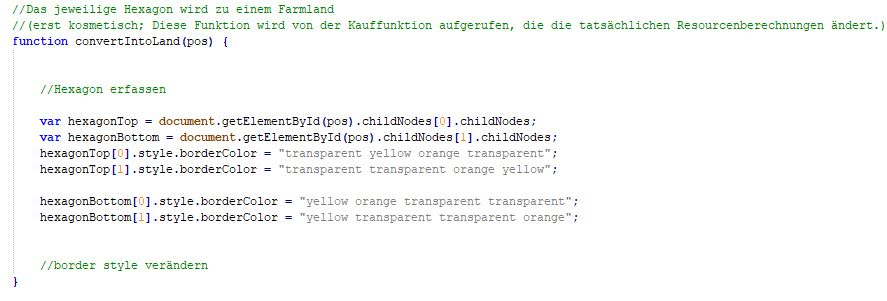 //Das jeweilige Hexagon wird zu einem Farmland
//(erst kosmetisch; Diese Funktion wird von der Kauffunktion aufgerufen, die die tatsächlichen Resourcenberechnungen ändert.)
function convertIntoLand(pos) {
//Hexagon erfassen
var hexagonTop = document.getElementById(pos).childNodes[0].childNodes;
var hexagonBottom = document.getElementById(pos).childNodes[1].childNodes;
hexagonTop[0].style.borderColor = "transparent yellow orange transparent";
hexagonTop[1].style.borderColor = "transparent transparent orange yellow";
hexagonBottom[0].style.borderColor = "yellow orange transparent transparent";
hexagonBottom[1].style.borderColor = "yellow transparent transparent orange";
//border style verändern
}